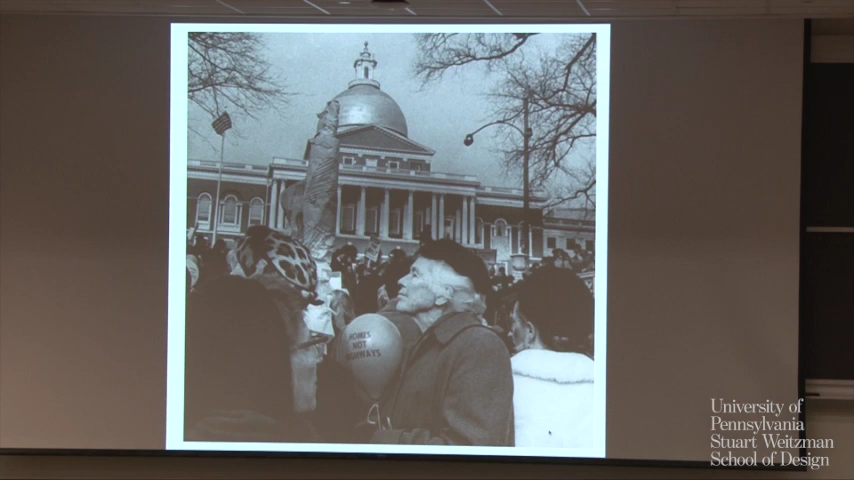 HOMES
NOT
HIGHWAYS
University of
Pennsylvania
Stuart Weitzman
School of Design